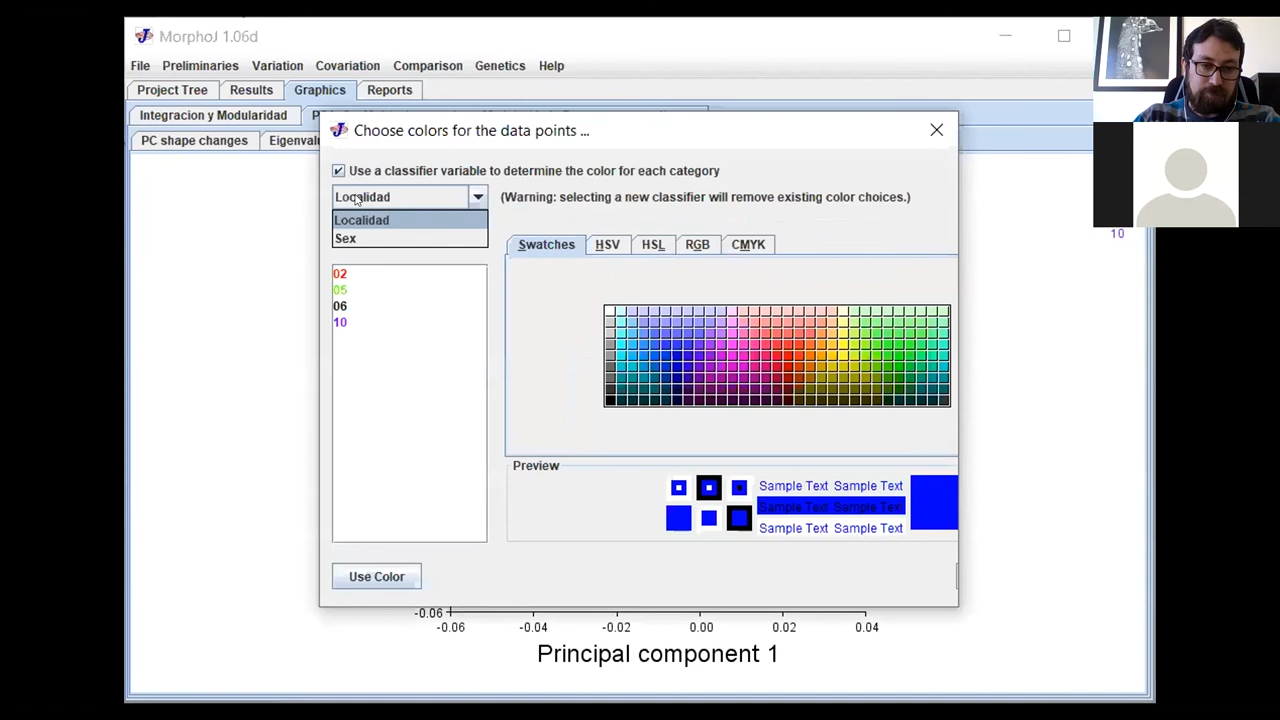 MorphoJ 1.06d
File Preliminaries Variation Covariation Comparison Genetics Help
Project Tree Results Graphics Reports
Integracion y Modularidad
PC shape changes
Choose colors for the data points ...
Use a classifier variable to determine the color for each category
Localidad (Warning: selecting a new classifier will remove existing color choices.)
Localidad
Sex
10
Swatches HSV HSL RGB CMYK
02
05
06
10
Preview
Sample Text Sample Text
Sample Text Sample Text
Sample Text Sample Text
Use Color
-0.06
-0.06 -0.04 -0.02 0.00 0.02 0.04
Principal component 1